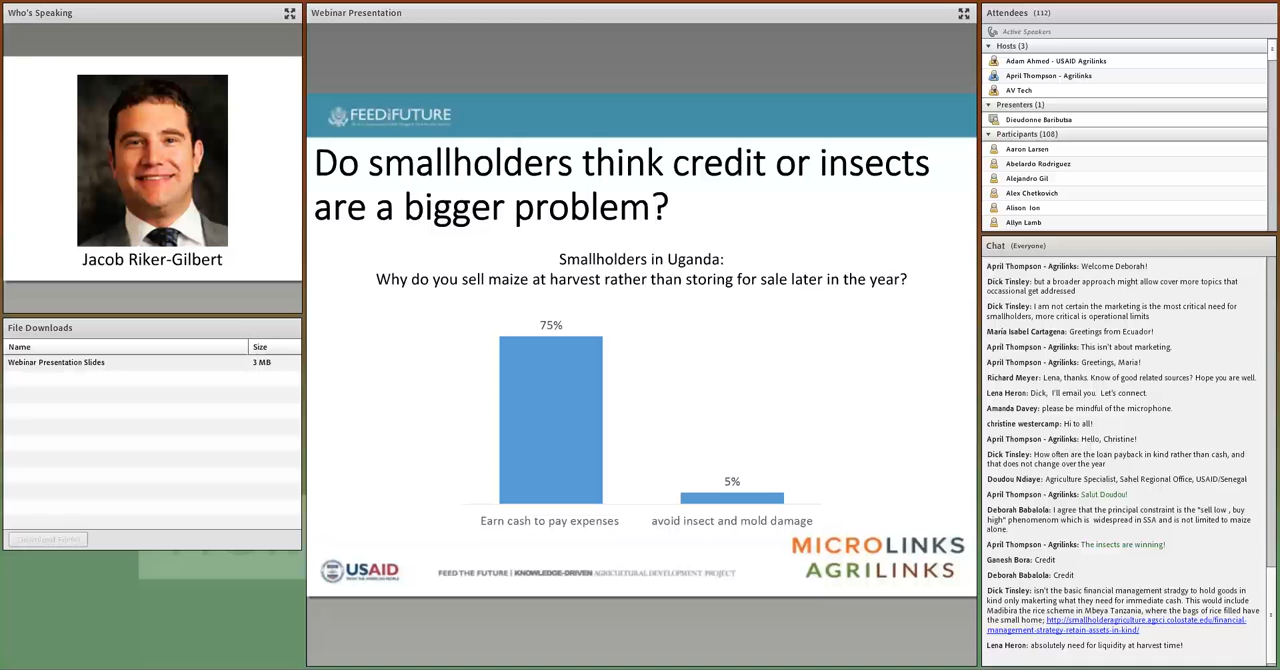 Who's Speaking
Jacob Riker-Gilbert
File Downloads
Name Size
Webinar Presentation Slides 3 MB
Webinar Presentation
FEED THE FUTURE
Do smallholders think credit or insects
are a bigger problem?
Smallholders in Uganda:
Why do you sell maize at harvest rather than storing for sale later in the year?
75%
5%
Earn cash to pay expenses avoid insect and mold damage
MICROLINKS
AGRILINKS
USAID
FROM THE AMERICAN PEOPLE
FEED THE FUTURE | KNOWLEDGE-DRIVEN AGRICULTURAL DEVELOPMENT PROJECT
Attendees (112)
Active Speakers
Hosts (3)
Adam Ahmed - USAID Agrilinks
April Thompson - Agrilinks
AV Tech
Presenters (1)
Dieudonne Baributsa
Participants (108)
Aaron Larsen
Abelardo Rodriguez
Alejandro Gil
Alex Chetkovich
Alison Ion
Allyn Lamb
Chat (Everyone)
April Thompson - Agrilinks: Welcome Deborah!
Dick Tinsley: but a broader approach might allow cover more topics that
occassional get addressed
Dick Tinsley: I am not certain the marketing is the most critical need for
smallholders, more critical is operational limits
Maria Isabel Cartagena: Greetings from Ecuador!
April Thompson - Agrilinks: This isn't about marketing.
April Thompson - Agrilinks: Greetings, Maria!
Richard Meyer: Lena, thanks. Know of good related sources? Hope you are well.
Lena Heron: Dick, I'll email you. Let's connect.
Amanda Davey: please be mindful of the microphone.
christine westercamp: Hi to all!
April Thompson - Agrilinks: Hello, Christine!
Dick Tinsley: How often are the loan payback in kind rather than cash, and
that does not change over the year
Doudou Ndiaye: Agriculture Specialist, Sahel Regional Office, USAID/Senegal
April Thompson - Agrilinks: Salut Doudou!
Deborah Babalola: I agree that the principal constraint is the "sell low , buy
high" phenomenom which is widespread in SSA and is not limited to maize
alone.
April Thompson - Agrilinks: The insects are winning!
Ganesh Bora: Credit
Deborah Babalola: Credit
Dick Tinsley: isn't the basic financial management stradgy to hold goods in
kind only makerting what they need for immediate cash. This would include
Madibira the rice scheme in Mbeya Tanzania, where the bags of rice filled have
the small home; http://smallholderagriculture.agsci.colostate.edu/financial-
management-strategy-retain-assets-in-kind/
Lena Heron: absolutely need for liquidity at harvest time!